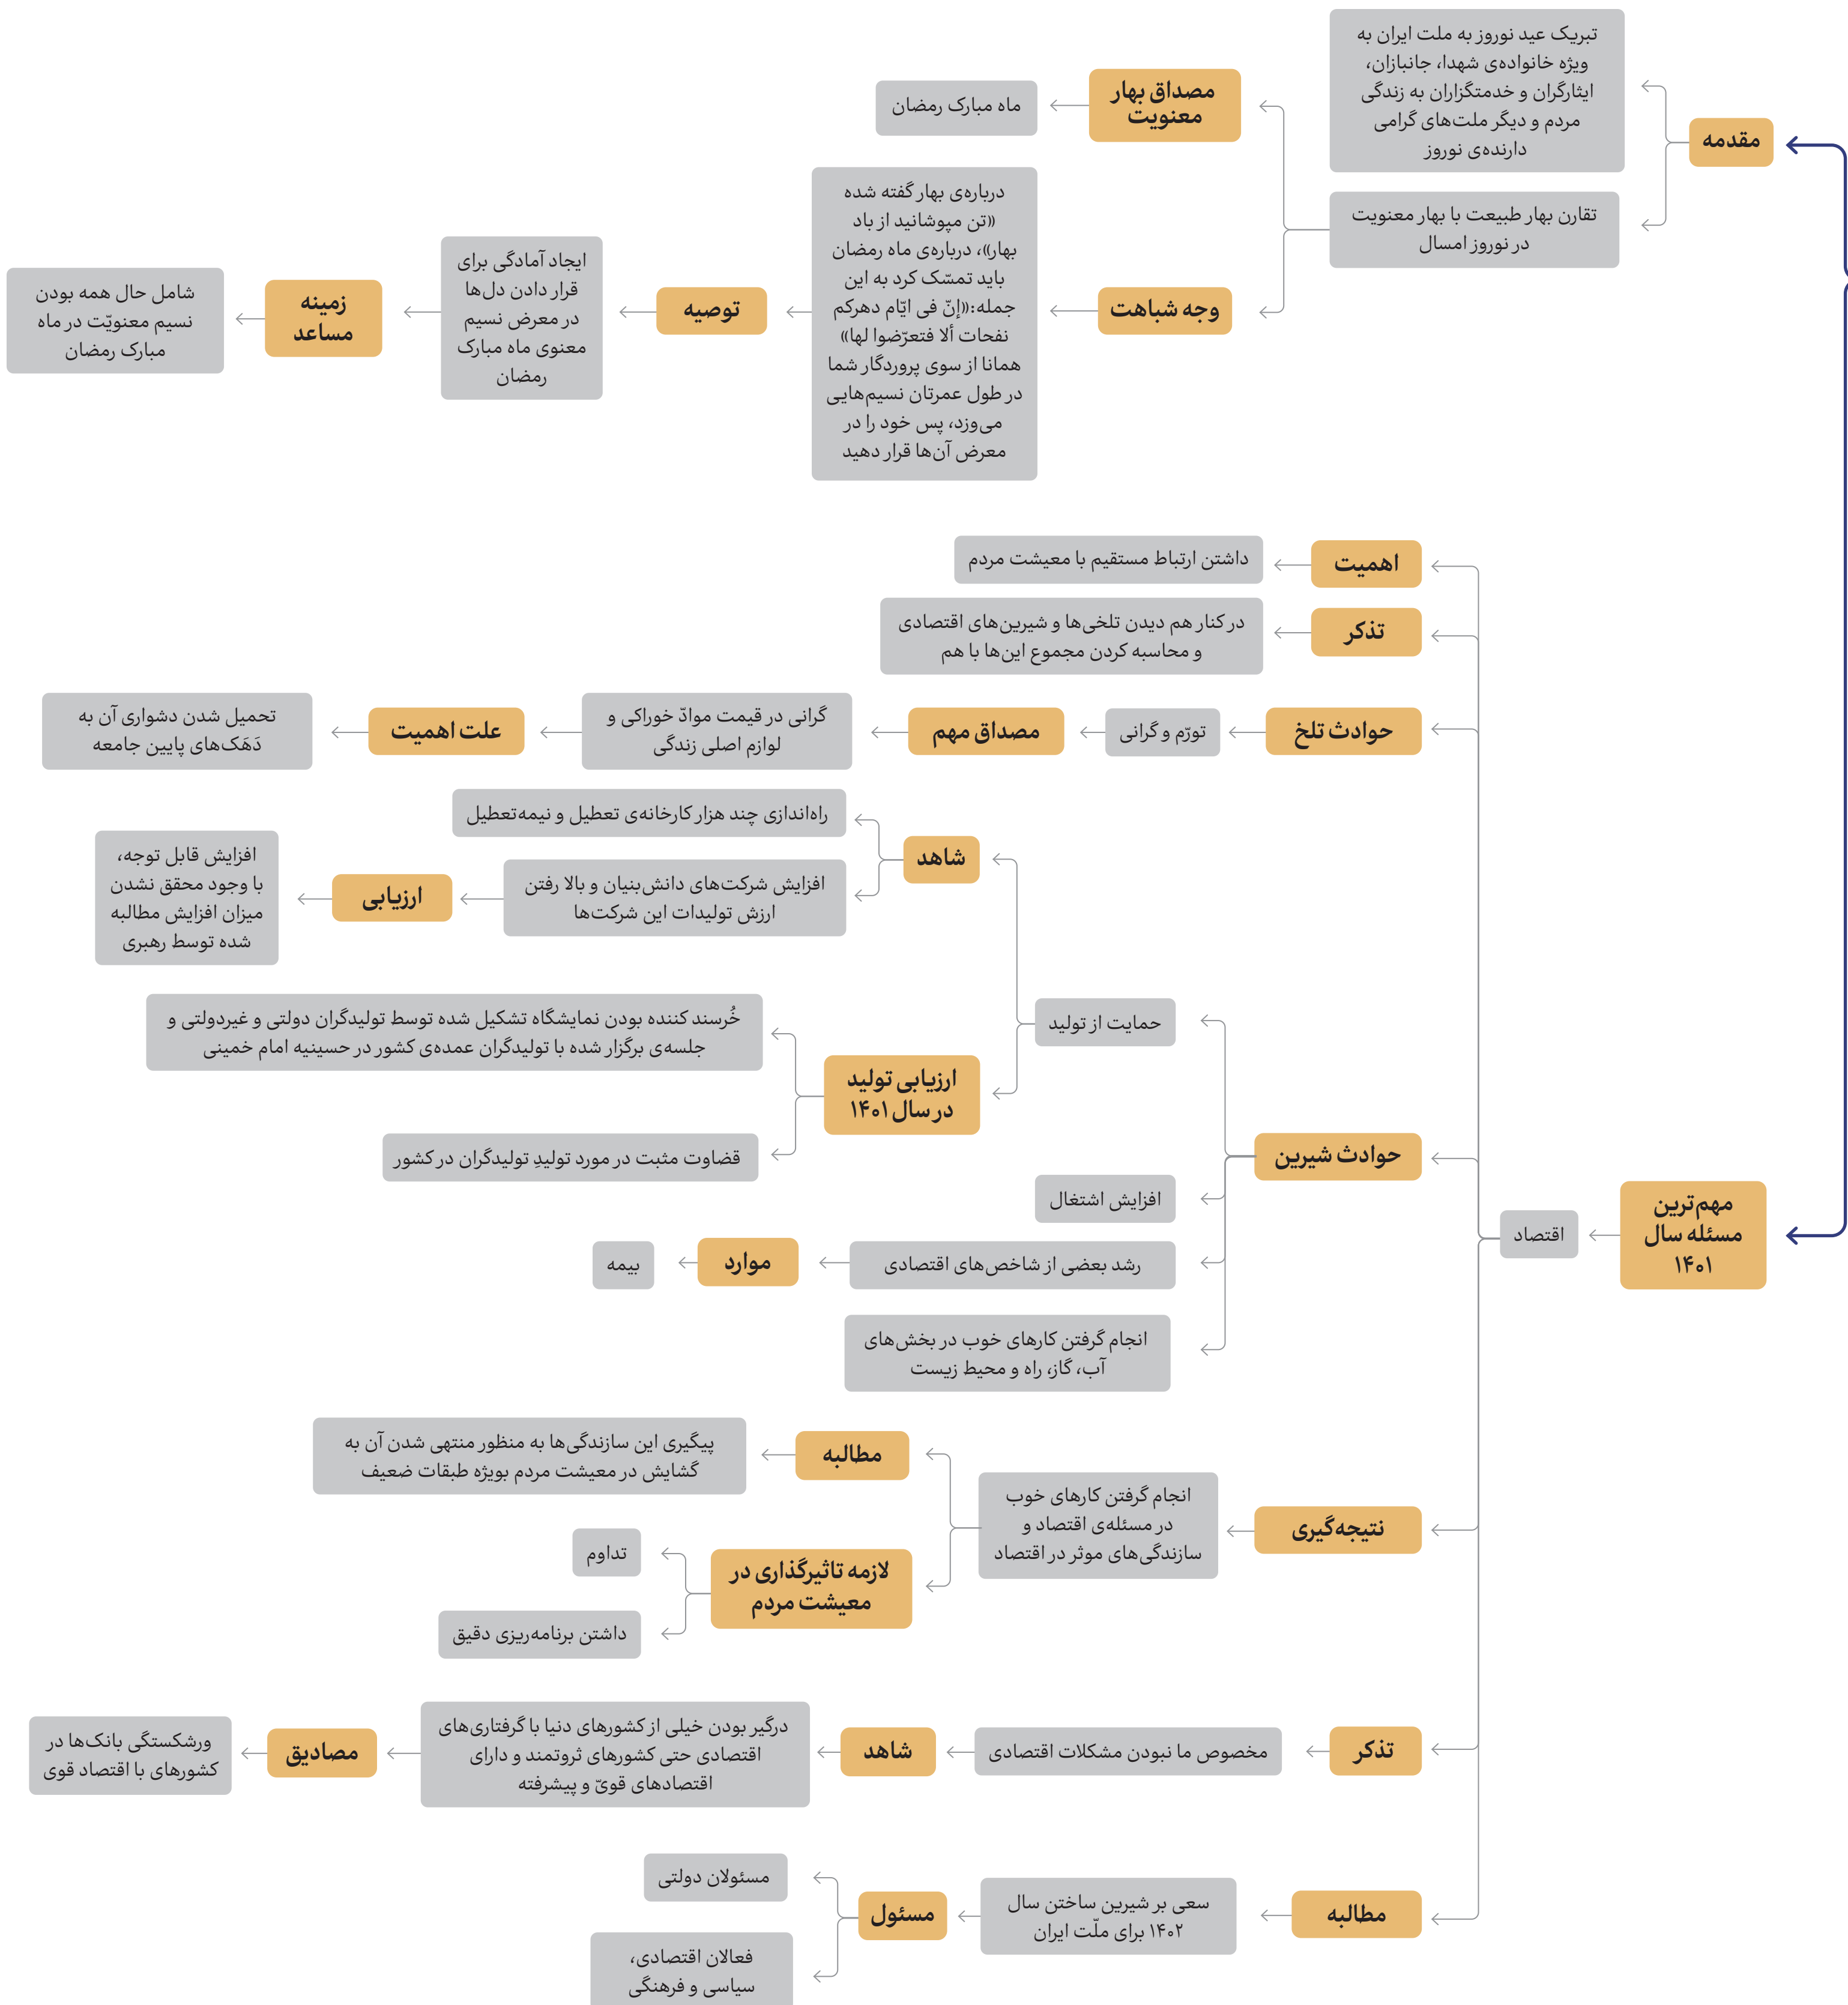 مقدمه
تبریک عید نوروز به ملت ایران به
ویژه خانواده‌ی شهدا، جانبازان،
ایثارگران و خدمتگزاران به زندگی
مردم و دیگر ملت‌های گرامی
دارنده‌ی نوروز
تقارن بهار طبیعت با بهار معنویت
در نوروز امسال
مصداق بهار
معنویت
ماه مبارک رمضان
وجه شباهت
درباره‌ی بهار گفته شده
«تن مپوشانید از باد
بهار»، درباره‌ی ماه رمضان
باید تمسّک کرد به این
جمله:«إنّ فی ایّام دهرکم
نفحات ألا فتعرّضوا لها»
همانا از سوی پروردگار شما
در طول عمرتان نسیم‌هایی
می‌وزد، پس خود را در
معرض آن‌ها قرار دهید
توصیه
ایجاد آمادگی برای
قرار دادن دل‌ها
در معرض نسیم
معنوی ماه مبارک
رمضان
زمینه
مساعد
شامل حال همه بودن
نسیم معنویّت در ماه
مبارک رمضان
مهم‌ترین
مسئله سال
۱۴۰۱
اقتصاد
اهمیت
داشتن ارتباط مستقیم با معیشت مردم
تذکر
در کنار هم دیدن تلخی‌ها و شیرین‌های اقتصادی
و محاسبه کردن مجموع این‌ها با هم
حوادث تلخ
تورّم و گرانی
مصداق مهم
گرانی در قیمت موادّ خوراکی و
لوازم اصلی زندگی
علت اهمیت
تحمیل شدن دشواری آن به
دَهَک‌های پایین جامعه
حوادث شیرین
حمایت از تولید
شاهد
راه‌اندازی چند هزار کارخانه‌ی تعطیل و نیمه‌تعطیل
افزایش شرکت‌های دانش‌بنیان و بالا رفتن
ارزش تولیدات این شرکت‌ها
ارزیابی
افزایش قابل توجه،
با وجود محقق نشدن
میزان افزایش مطالبه
شده توسط رهبری
ارزیابی تولید
در سال ۱۴۰۱
خُرسند کننده بودن نمایشگاه تشکیل شده توسط تولیدگران دولتی و غیردولتی و
جلسه‌ی برگزار شده با تولیدگران عمده‌ی کشور در حسینیه امام خمینی
قضاوت مثبت در مورد تولیدِ تولیدگران در کشور
افزایش اشتغال
رشد بعضی از شاخص‌های اقتصادی
موارد
بیمه
انجام گرفتن کارهای خوب در بخش‌های
آب، گاز، راه و محیط زیست
نتیجه‌گیری
انجام گرفتن کارهای خوب
در مسئله‌ی اقتصاد و
سازندگی‌های موثر در اقتصاد
مطالبه
پیگیری این سازندگی‌ها به منظور منتهی شدن آن به
گشایش در معیشت مردم بویژه طبقات ضعیف
لازمه تاثیرگذاری در
معیشت مردم
تداوم
داشتن برنامه‌ریزی دقیق
تذکر
مخصوص ما نبودن مشکلات اقتصادی
شاهد
درگیر بودن خیلی از کشورهای دنیا با گرفتاری‌های
اقتصادی حتی کشورهای ثروتمند و دارای
اقتصادهای قویّ و پیشرفته
مصادیق
ورشکستگی بانک‌ها در
کشورهای با اقتصاد قوی
مطالبه
سعی بر شیرین ساختن سال
۱۴۰۲ برای ملّت ایران
مسئول
مسئولان دولتی
فعالان اقتصادی،
سیاسی و فرهنگی